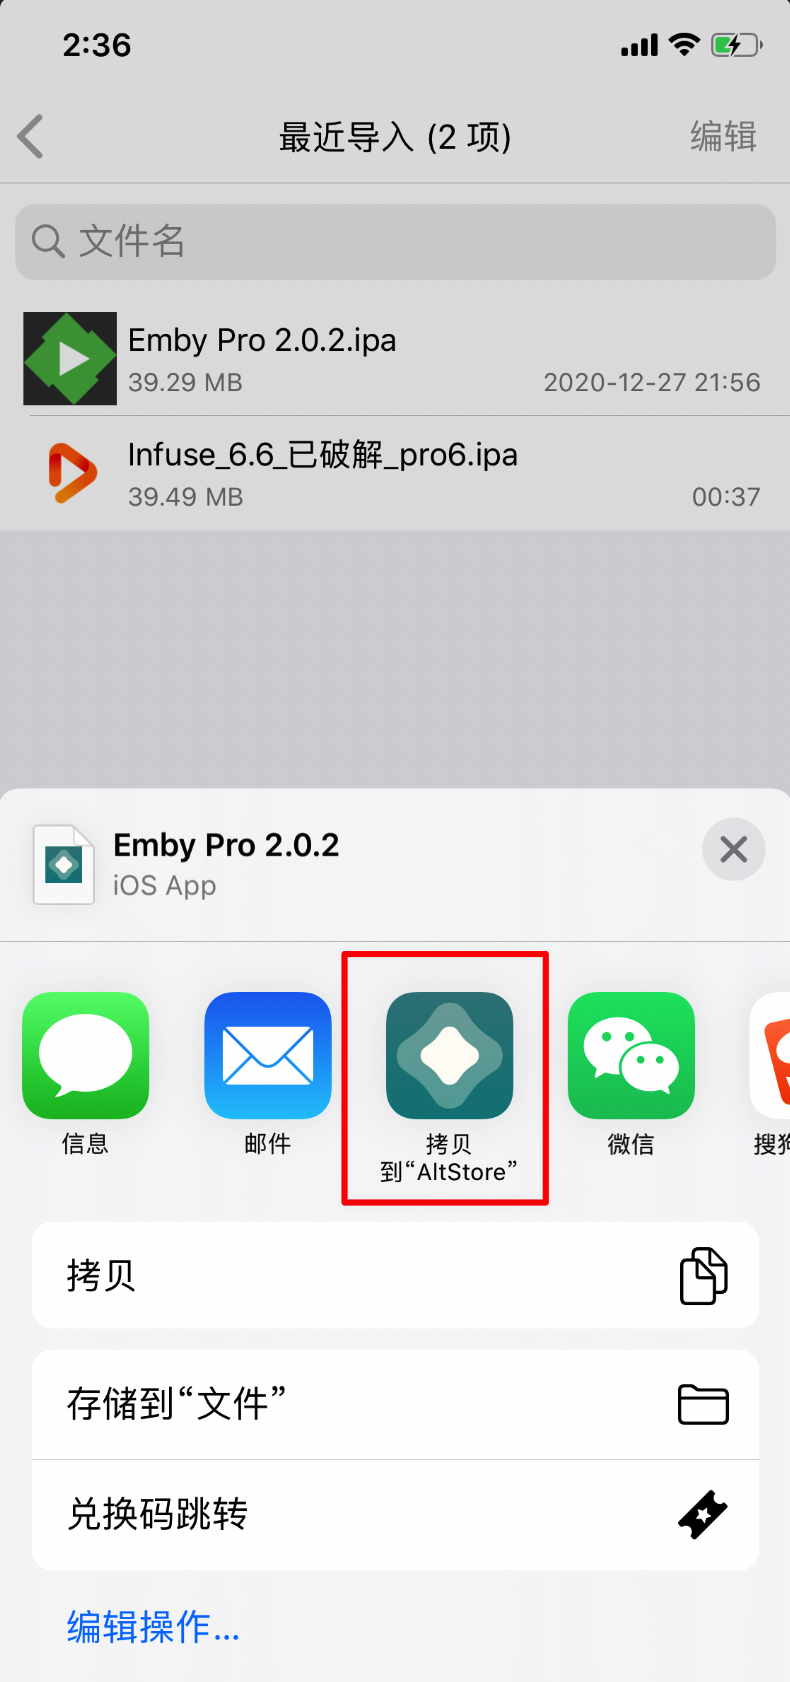 2:36
最近导入 (2 项)
编辑
文件名
Emby Pro 2.0.2.ipa
39.29 MB
2020-12-27 21:56
Infuse_6.6_已破解_pro6.ipa
39.49 MB
00:37
Emby Pro 2.0.2
iOS App
信息
邮件
拷贝
到“AltStore”
微信
搜狗
拷贝
存储到“文件”
兑换码跳转
编辑操作...